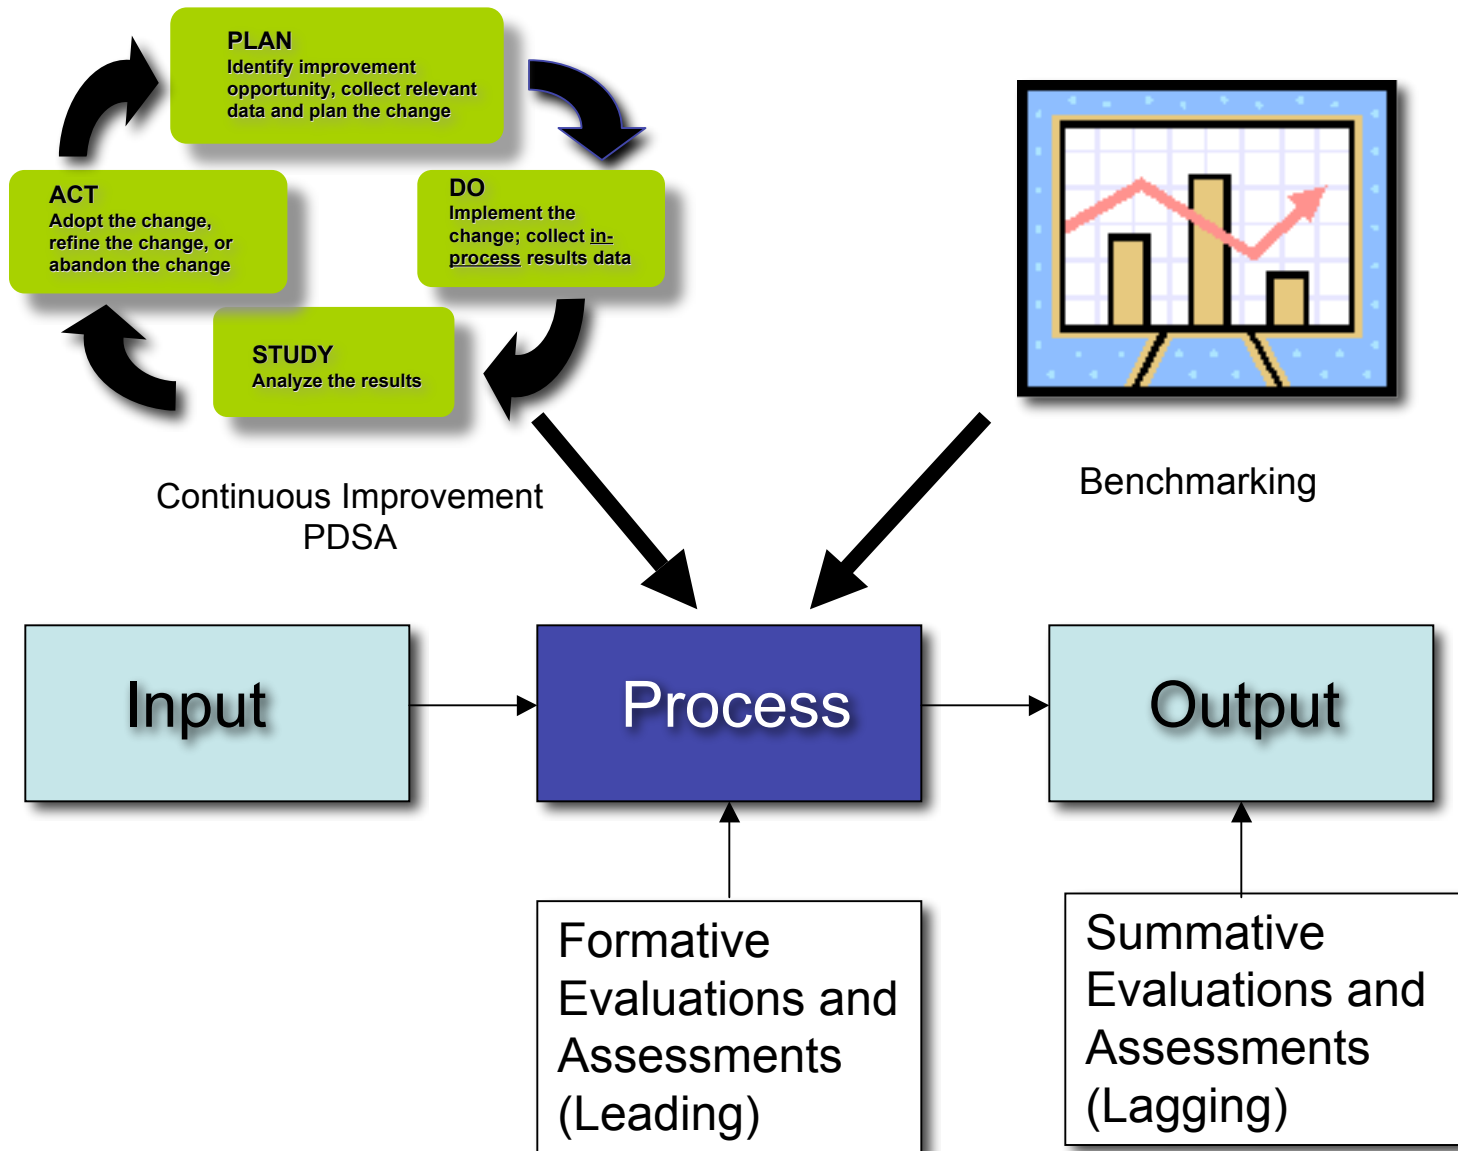 PLAN
Identify improvement
opportunity, collect relevant
data and plan the change
ACT
Adopt the change,
refine the change, or
abandon the change
DO
Implement the
change; collect in-
process results data
STUDY
Analyze the results
Continuous Improvement
PDSA
Benchmarking
Input
Process
Output
Formative
Evaluations and
Assessments
(Leading)
Summative
Evaluations and
Assessments
(Lagging)